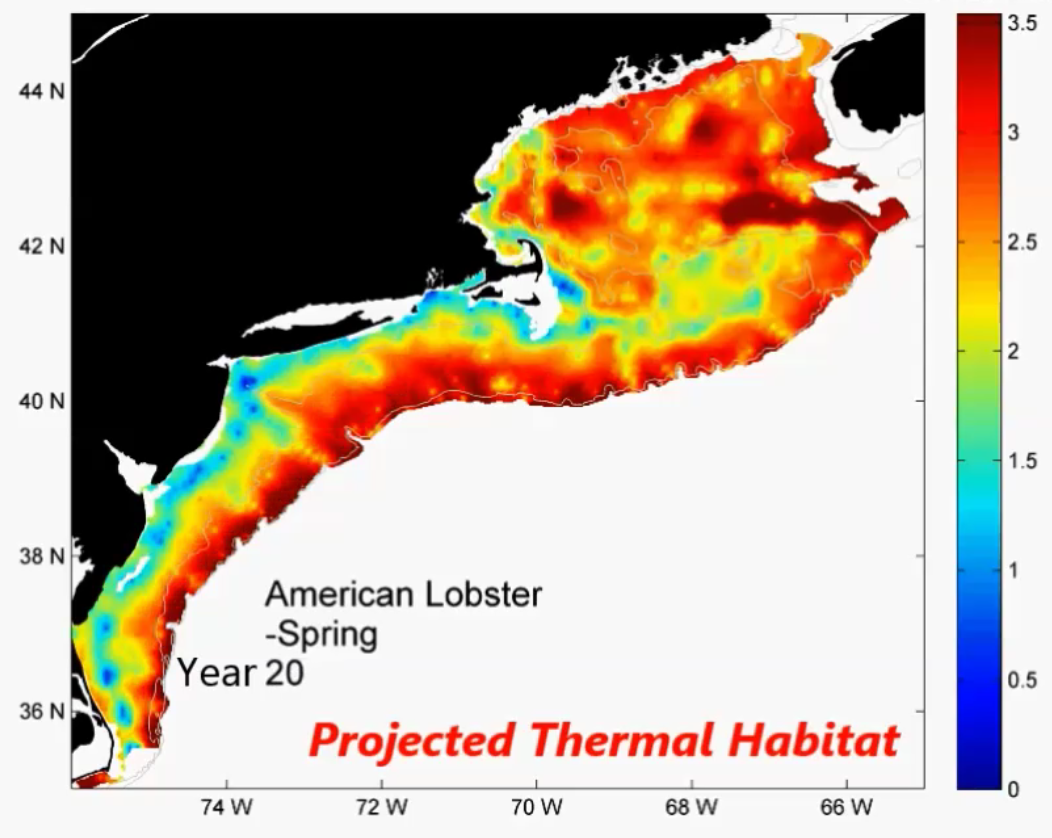 3.5
44 N
3
2.5
42 N
2
40 N
1.5
38 N
1
American Lobster
-Spring
Year 20
0.5
36 N
Projected Thermal Habitat
0
74 W 72 W 70 W 68 W 66 W